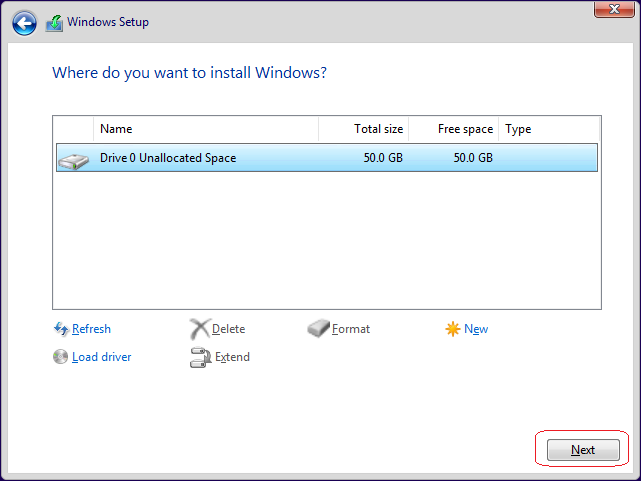 Windows Setup
Where do you want to install Windows?
Name Total size Free space Type
Drive 0 Unallocated Space 50.0 GB 50.0 GB
Refresh Delete Format New
Load driver Extend
Next